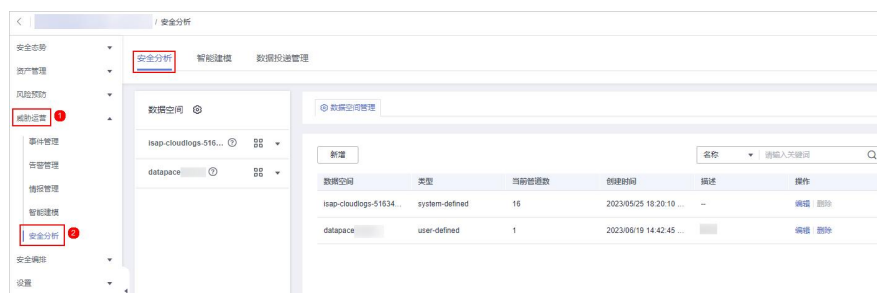 / 安全分析
安全态势
资产管理
风险预防
威胁运营 1
事件管理
告警管理
情报管理
智能建模
安全分析 2
安全编排
设置
安全分析 智能建模 数据投递管理
数据空间
isap-cloudlogs-516...
datapace
数据空间管理
新增
名称 请输入关键词
数据空间 类型 当前管道数 创建时间 描述 操作
isap-cloudlogs-51634... system-defined 16 2023/05/25 18:20:10 ... -- 编辑 删除
datapace user-defined 1 2023/06/19 14:42:45 ... 编辑 删除